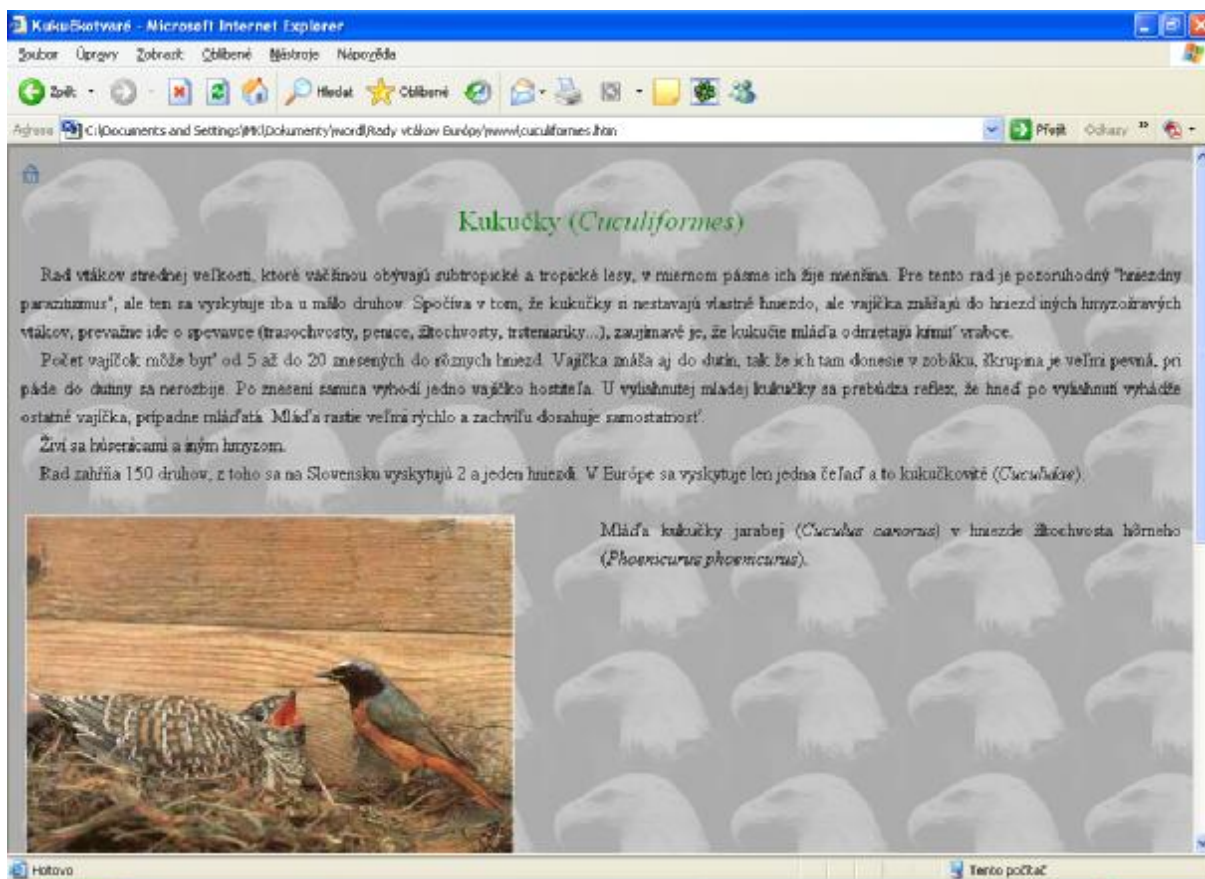 Kukučkotvaré - Microsoft Internet Explorer
Soubor Úpravy Zobrazit Oblíbené Nástroje Nápověda
Zpět Hledat Oblíbené
Adresa C:\Documents and Settings\MK\Dokumenty\word\Rady vtákov Európy\www\cuculiformes.htm Přejít Odkazy »
Kukučky (Cuculiformes)
Rad vtákov strednej veľkosti, ktoré väčšinou obývajú subtropické a tropické lesy, v miernom pásme ich žije menšina. Pre tento rad je pozoruhodný "hniezdny
parazitizmus", ale ten sa vyskytuje iba u málo druhov. Spočíva v tom, že kukučky si nestavajú vlastné hniezdo, ale vajíčka znášajú do hniezd iných hmyzožravých
vtákov, prevažne ide o spevavce (trasochvosty, penice, žltochvosty, trsteniariky...), zaujímavé je, že kukučie mláďa odmietajú kŕmiť vrabce.
Počet vajíčok môže byť od 5 až do 20 znesených do rôznych hniezd. Vajíčka znáša aj do dutín, tak že ich tam donesie v zobáku, škrupina je veľmi pevná, pri
páde do dutiny sa nerozbije. Po znesení samica vyhodí jedno vajíčko hostiteľa. U vyliahnutej mladej kukučky sa prebúdza reflex, že hneď po vyliahnutí vyhádže
ostatné vajíčka, prípadne mláďatá. Mláďa rastie veľmi rýchlo a zachvíľu dosahuje samostatnosť.
Živí sa húsenicami a iným hmyzom.
Rad zahŕňa 150 druhov, z toho sa na Slovensku vyskytujú 2 a jeden hniezdi. V Európe sa vyskytuje len jedna čeľaď a to kukučkovité (Cuculidae).
Mláďa kukučky jarabej (Cuculus canorus) v hniezde žltochvosta hôrneho
(Phoenicurus phoenicurus).
Hotovo Tento počítač